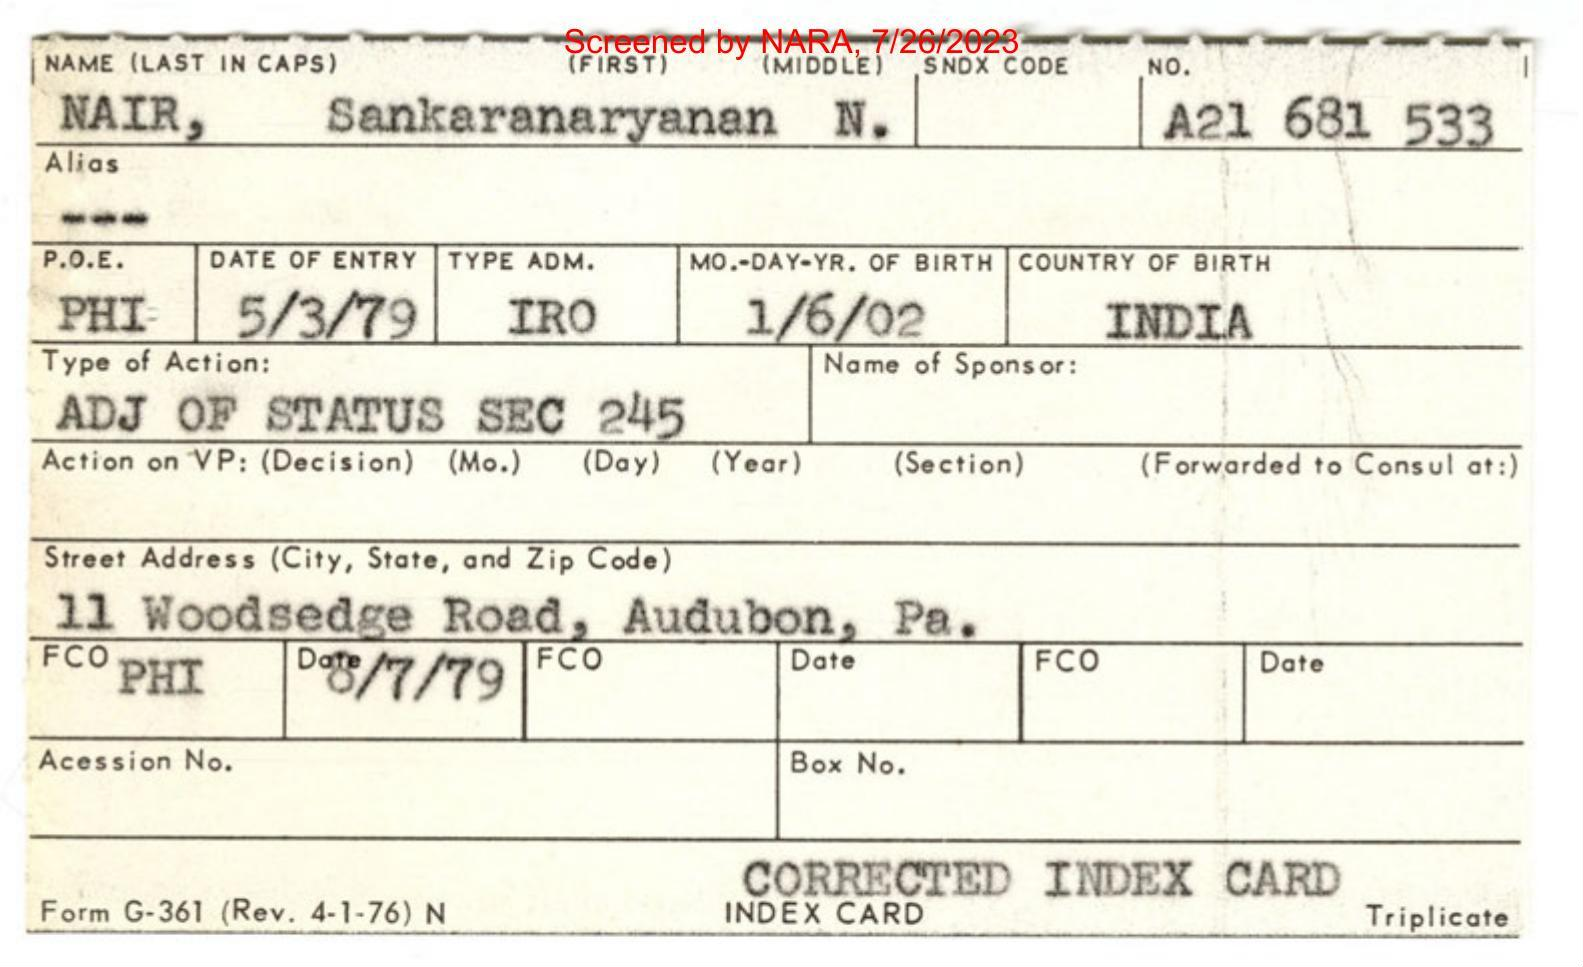 Screened by NARA, 7/26/2023
NAME (LAST IN CAPS) (FIRST) (MIDDLE) SNDX CODE NO.
NAIR, Sankaranaryanan N. A21 681 533
Alias
---
P.O.E. DATE OF ENTRY TYPE ADM. MO.-DAY-YR. OF BIRTH COUNTRY OF BIRTH
PHI 5/3/79 IRO 1/6/02 INDIA
Type of Action: Name of Sponsor:
ADJ OF STATUS SEC 245
Action on VP: (Decision) (Mo.) (Day) (Year) (Section) (Forwarded to Consul at:)
Street Address (City, State, and Zip Code)
11 Woodsedge Road, Audubon, Pa.
FCO PHI Date 8/7/79 FCO Date FCO Date
Acession No. Box No.
CORRECTED INDEX CARD
Form G-361 (Rev. 4-1-76) N INDEX CARD Triplicate